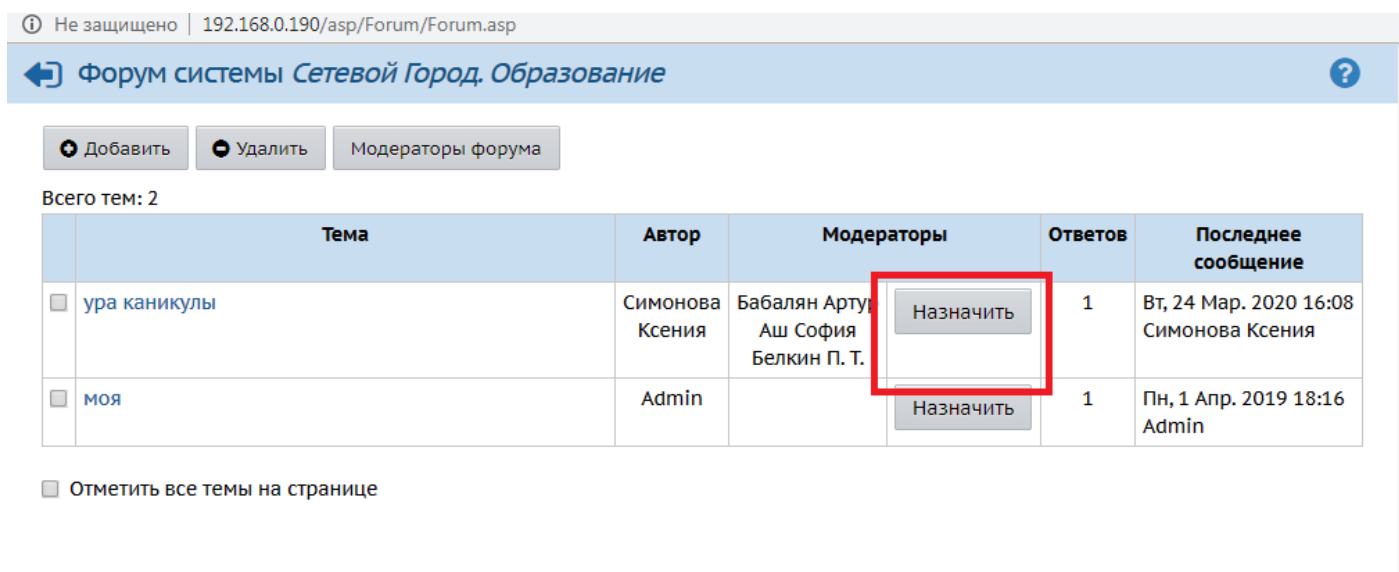 Не защищено | 192.168.0.190/asp/Forum/Forum.asp
Форум системы Сетевой Город. Образование ?
Добавить Удалить Модераторы форума
Всего тем: 2
Тема Автор Модераторы Ответов Последнее
сообщение
ура каникулы Симонова Бабалян Артур Назначить 1 Вт, 24 Мар. 2020 16:08
Ксения Аш София Симонова Ксения
Белкин П. Т.
моя Admin Назначить 1 Пн, 1 Апр. 2019 18:16
Admin
Отметить все темы на странице